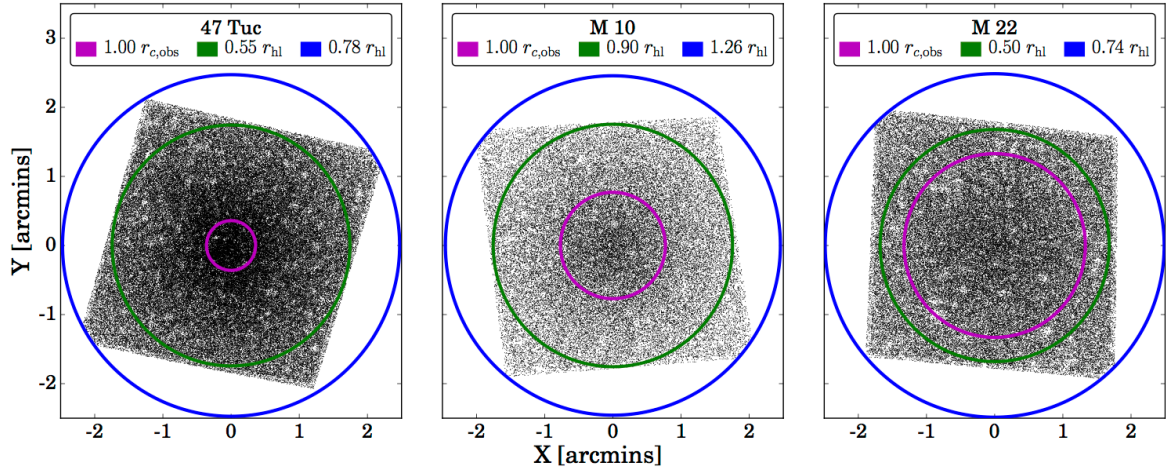 47 Tuc
1.00 r_c,obs 0.55 r_hl 0.78 r_hl
M 10
1.00 r_c,obs 0.90 r_hl 1.26 r_hl
M 22
1.00 r_c,obs 0.50 r_hl 0.74 r_hl
Y [arcmins]
3
2
1
0
-1
-2
-2 -1 0 1 2
-2 -1 0 1 2
-2 -1 0 1 2
X [arcmins]